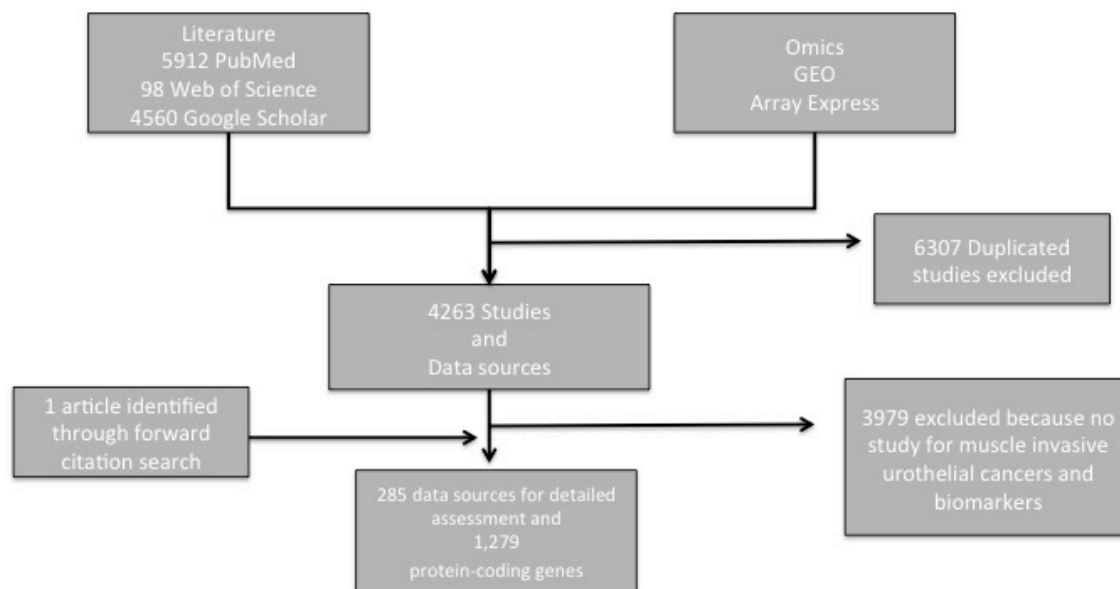 Literature
5912 PubMed
98 Web of Science
4560 Google Scholar
Omics
GEO
Array Express
6307 Duplicated
studies excluded
4263 Studies
and
Data sources
1 article identified
through forward
citation search
3979 excluded because no
study for muscle invasive
urothelial cancers and
biomarkers
285 data sources for detailed
assessment and
1,279
protein-coding genes